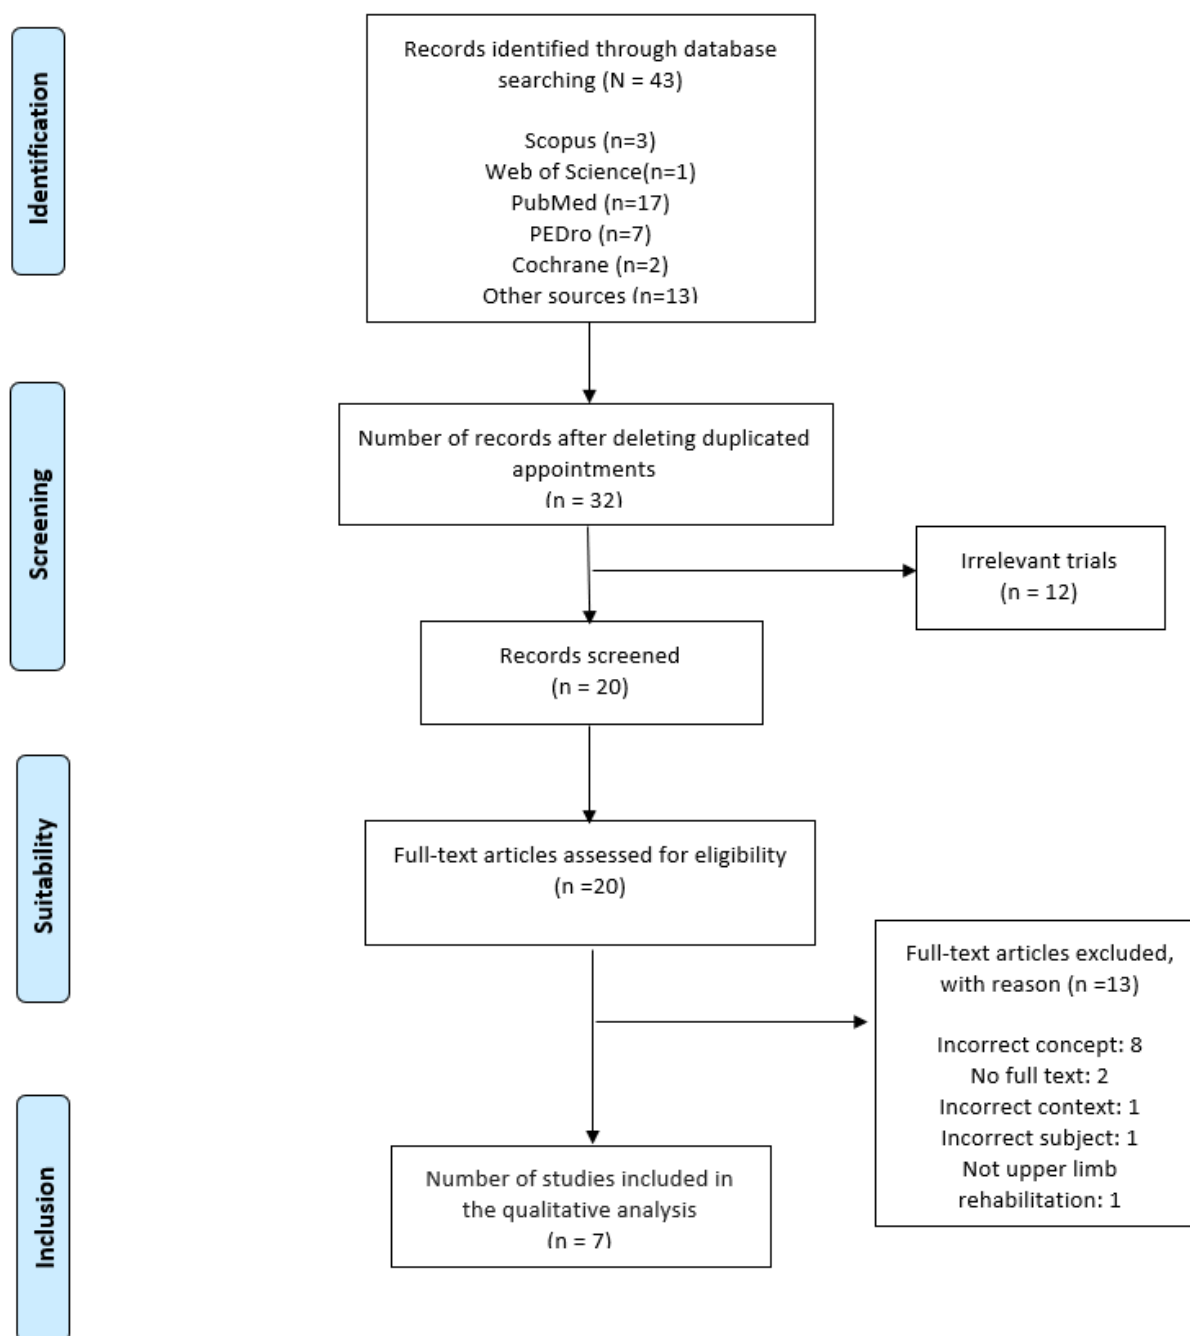 Identification
Records identified through database
searching (N = 43)
Scopus (n=3)
Web of Science(n=1)
PubMed (n=17)
PEDro (n=7)
Cochrane (n=2)
Other sources (n=13)
Screening
Number of records after deleting duplicated
appointments
(n = 32)
Irrelevant trials
(n = 12)
Records screened
(n = 20)
Suitability
Full-text articles assessed for eligibility
(n =20)
Full-text articles excluded,
with reason (n =13)
Incorrect concept: 8
No full text: 2
Incorrect context: 1
Incorrect subject: 1
Not upper limb
rehabilitation: 1
Inclusion
Number of studies included in
the qualitative analysis
(n = 7)